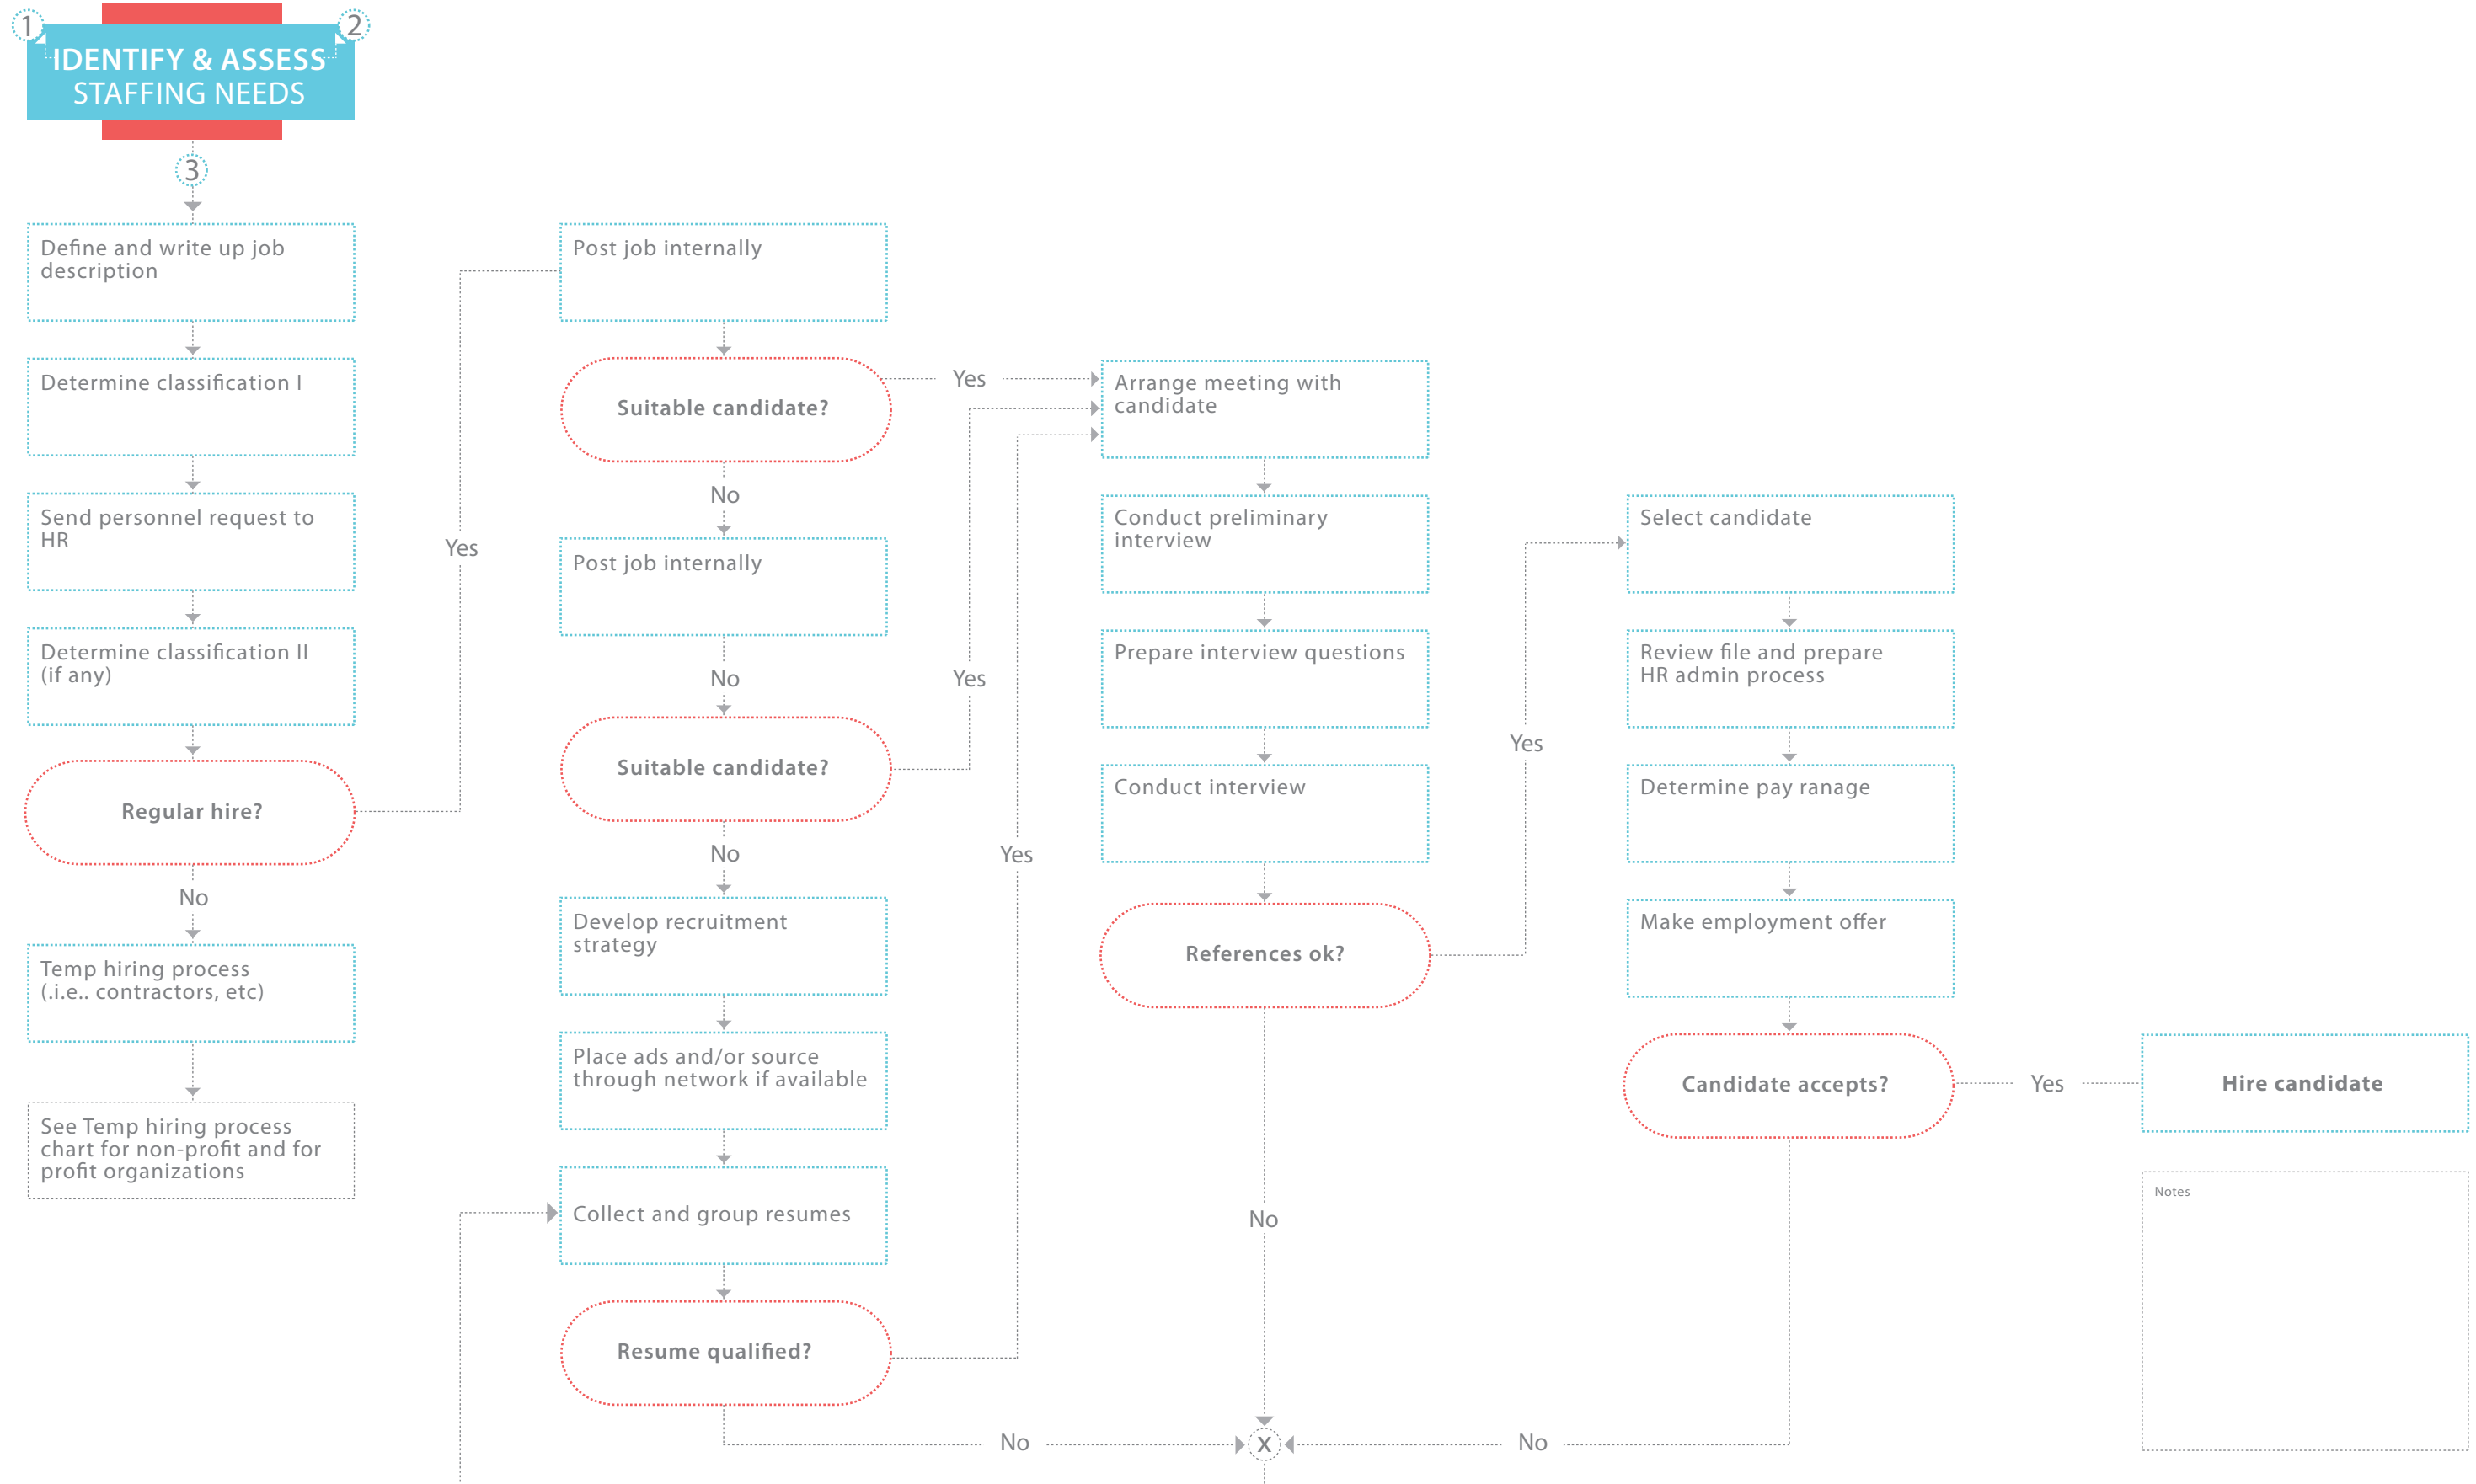 1
2
IDENTIFY & ASSESS
STAFFING NEEDS
3
Define and write up job
description
Determine classification I
Send personnel request to
HR
Determine classification II
(if any)
Regular hire?
Yes
No
Temp hiring process
(.i.e.. contractors, etc)
See Temp hiring process
chart for non-profit and for
profit organizations
Post job internally
Suitable candidate?
Yes
No
Post job internally
No
Suitable candidate?
Yes
No
Develop recruitment
strategy
Place ads and/or source
through network if available
Collect and group resumes
Resume qualified?
Yes
No
Arrange meeting with
candidate
Conduct preliminary
interview
Prepare interview questions
Conduct interview
References ok?
Yes
No
X
Select candidate
Review file and prepare
HR admin process
Determine pay ranage
Make employment offer
Candidate accepts?
Yes
No
Hire candidate
Notes